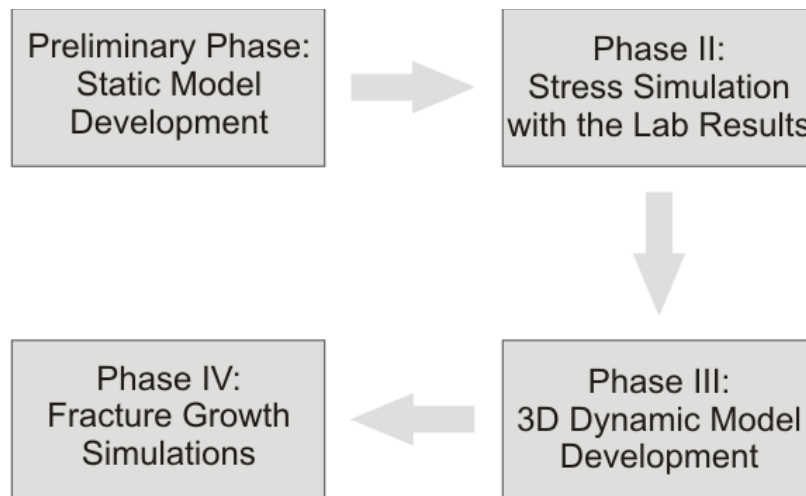 Preliminary Phase:
Static Model
Development
Phase II:
Stress Simulation
with the Lab Results
Phase III:
3D Dynamic Model
Development
Phase IV:
Fracture Growth
Simulations